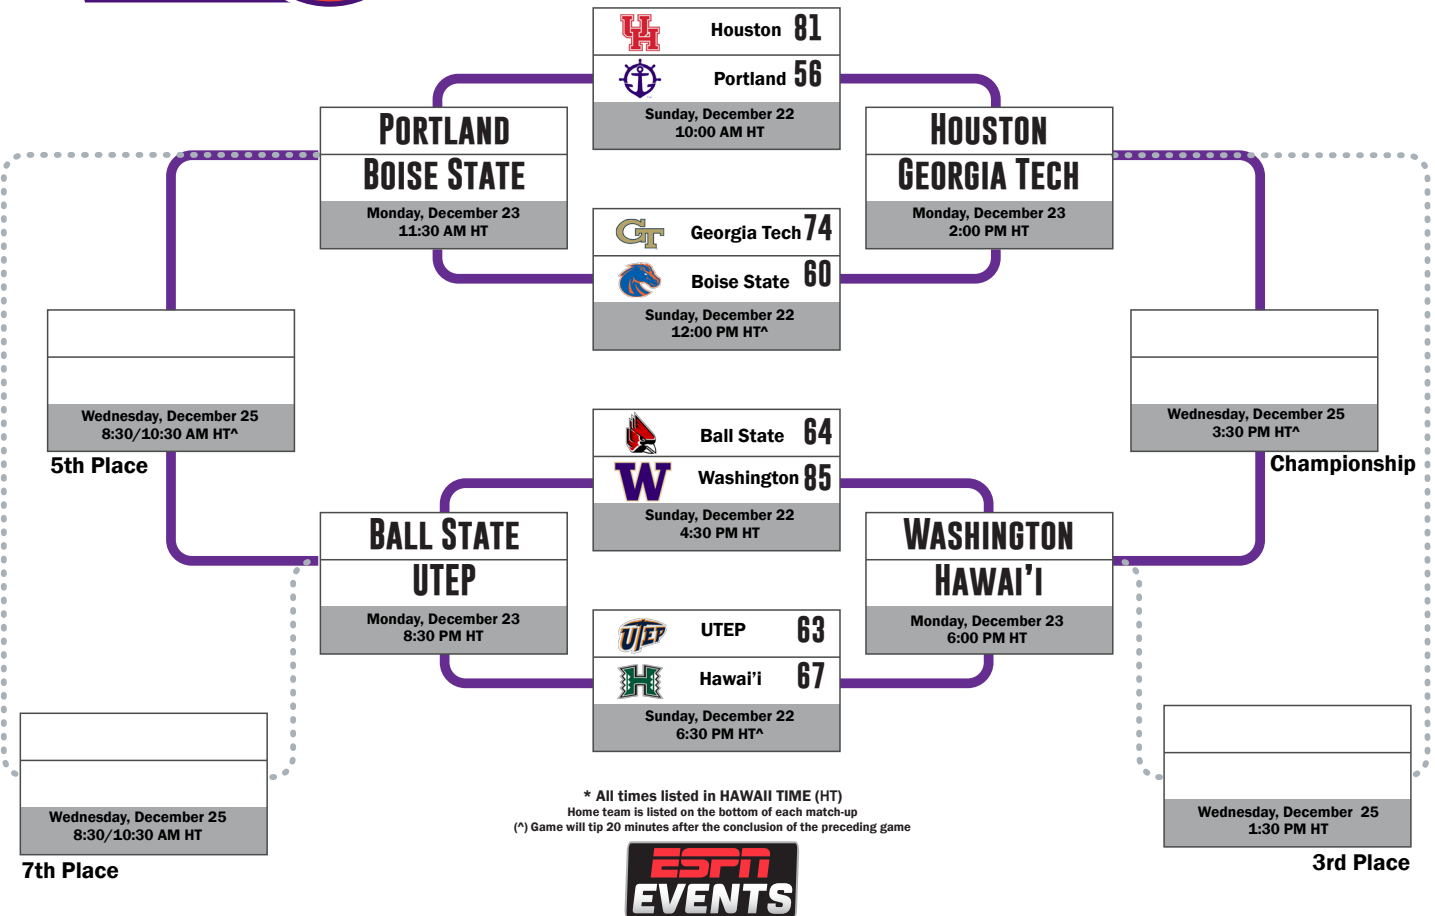 Houston 81
Portland 56
Sunday, December 22
10:00 AM HT
PORTLAND
BOISE STATE
Monday, December 23
11:30 AM HT
HOUSTON
GEORGIA TECH
Monday, December 23
2:00 PM HT
GT
Georgia Tech 74
Boise State 60
Sunday, December 22
12:00 PM HT^
Wednesday, December 25
8:30/10:30 AM HT^
5th Place
Wednesday, December 25
3:30 PM HT^
Championship
Ball State 64
W
Washington 85
Sunday, December 22
4:30 PM HT
BALL STATE
UTEP
Monday, December 23
8:30 PM HT
WASHINGTON
HAWAI'I
Monday, December 23
6:00 PM HT
UTEP
UTEP 63
H
Hawai'i 67
Sunday, December 22
6:30 PM HT^
Wednesday, December 25
8:30/10:30 AM HT
7th Place
Wednesday, December 25
1:30 PM HT
3rd Place
* All times listed in HAWAII TIME (HT)
Home team is listed on the bottom of each match-up
(^) Game will tip 20 minutes after the conclusion of the preceding game
ESPN
EVENTS